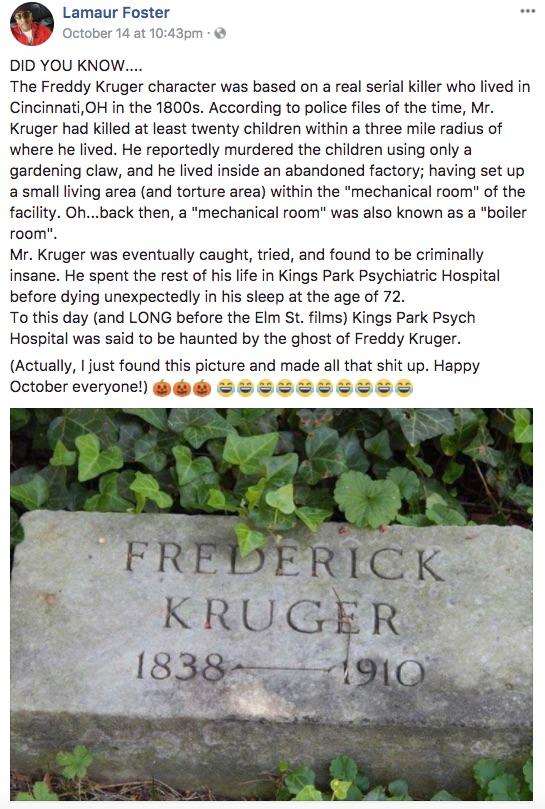 Lamaur Foster
October 14 at 10:43pm ·
DID YOU KNOW....
The Freddy Kruger character was based on a real serial killer who lived in
Cincinnati,OH in the 1800s. According to police files of the time, Mr.
Kruger had killed at least twenty children within a three mile radius of
where he lived. He reportedly murdered the children using only a
gardening claw, and he lived inside an abandoned factory; having set up
a small living area (and torture area) within the "mechanical room" of the
facility. Oh...back then, a "mechanical room" was also known as a "boiler
room".
Mr. Kruger was eventually caught, tried, and found to be criminally
insane. He spent the rest of his life in Kings Park Psychiatric Hospital
before dying unexpectedly in his sleep at the age of 72.
To this day (and LONG before the Elm St. films) Kings Park Psych
Hospital was said to be haunted by the ghost of Freddy Kruger.
(Actually, I just found this picture and made all that shit up. Happy
October everyone!) 🎃🎃🎃 😂😂😂😂😂😂😂😂😂😂
FREDERICK
KRUGER
1838—1910